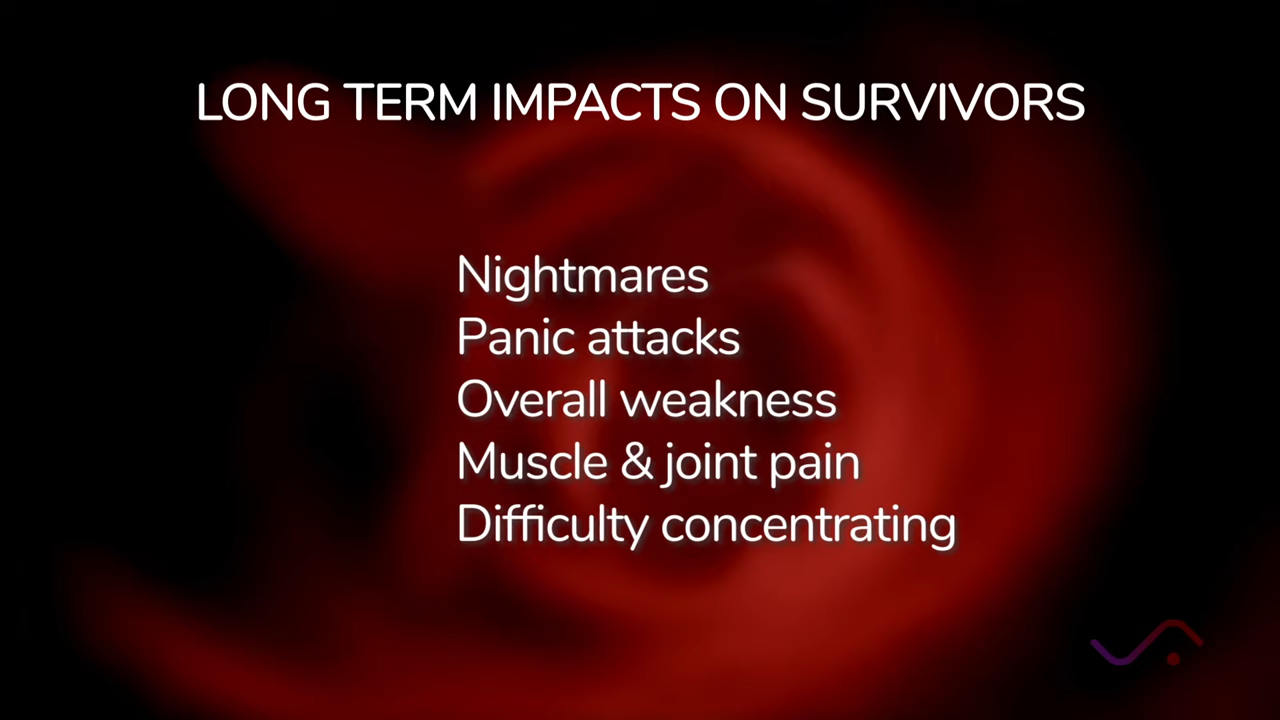 LONG TERM IMPACTS ON SURVIVORS
Nightmares
Panic attacks
Overall weakness
Muscle & joint pain
Difficulty concentrating